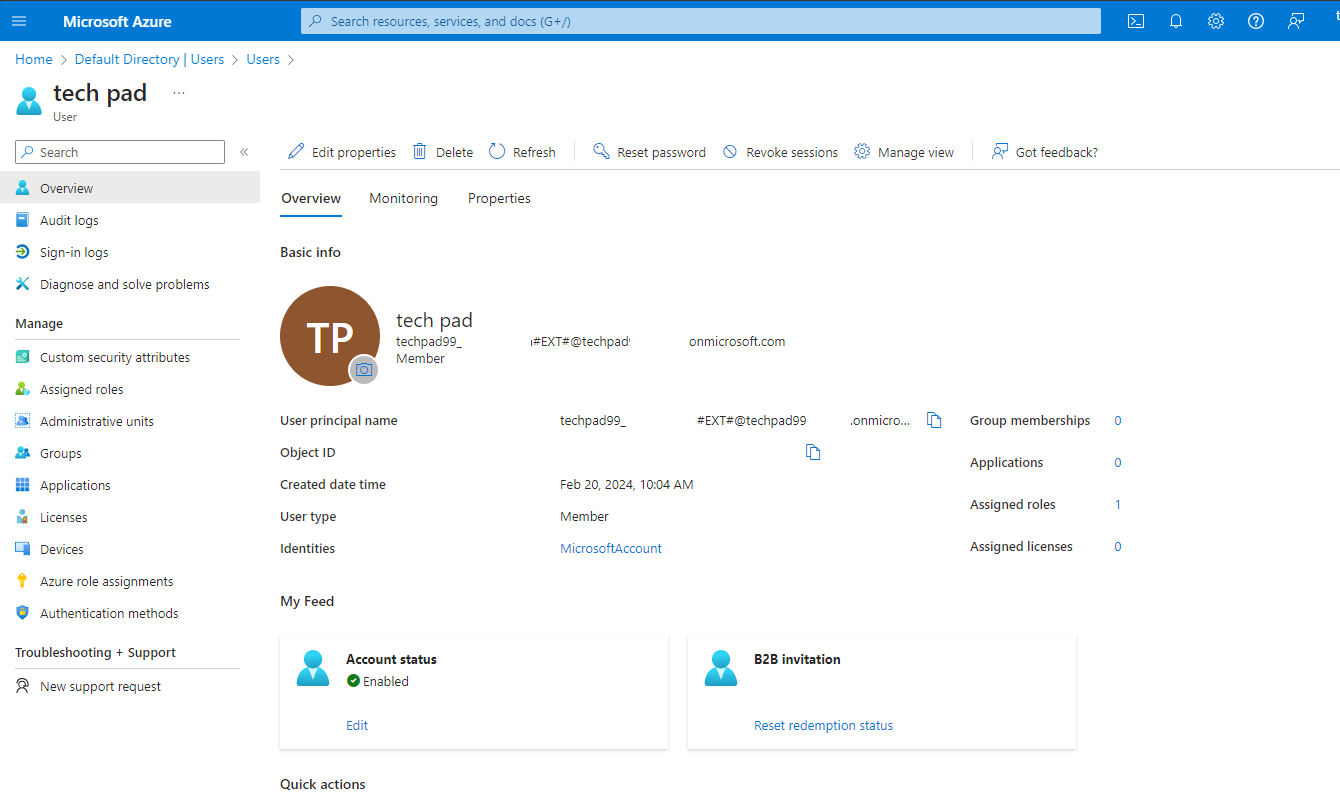 Microsoft Azure
Search resources, services, and docs (G+/)
Home > Default Directory | Users > Users >
tech pad ...
User
Search
«
Edit properties
Delete
Refresh
Reset password
Revoke sessions
Manage view
Got feedback?
Overview
Audit logs
Sign-in logs
Diagnose and solve problems
Manage
Custom security attributes
Assigned roles
Administrative units
Groups
Applications
Licenses
Devices
Azure role assignments
Authentication methods
Troubleshooting + Support
New support request
Overview
Monitoring
Properties
Basic info
TP
tech pad
techpad99_ #EXT#@techpad onmicrosoft.com
Member
User principal name techpad99_ #EXT#@techpad99 .onmicro...
Object ID
Created date time Feb 20, 2024, 10:04 AM
User type Member
Identities MicrosoftAccount
Group memberships 0
Applications 0
Assigned roles 1
Assigned licenses 0
My Feed
Account status
Enabled
Edit
B2B invitation
Reset redemption status
Quick actions